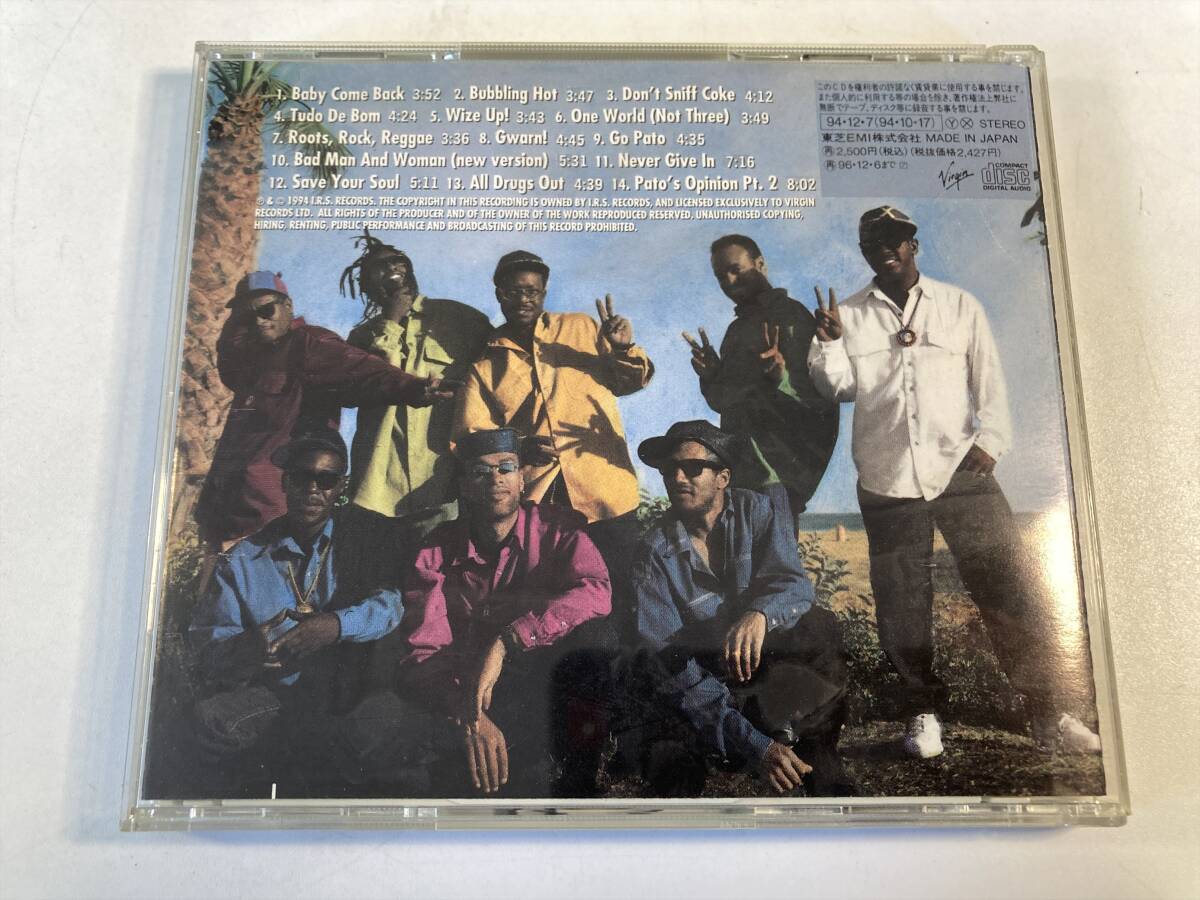 1. Baby Come Back 3:52 2. Bubbling Hot 3:47 3. Don't Sniff Coke 4:12
4. Tudo De Bom 4:24 5. Wize Up! 3:43 6. One World (Not Three) 3:49
7. Roots, Rock, Reggae 3:36 8. Gwarn! 4:45 9. Go Pato 4:35
10. Bad Man And Woman (new version) 5:31 11. Never Give In 7:16
12. Save Your Soul 5:11 13. All Drugs Out 4:39 14. Pato's Opinion Pt. 2 8:02
℗ & © 1994 I.R.S. RECORDS. THE COPYRIGHT IN THIS RECORDING IS OWNED BY I.R.S. RECORDS, AND LICENSED EXCLUSIVELY TO VIRGIN
RECORDS LTD. ALL RIGHTS OF THE PRODUCER AND OF THE OWNER OF THE WORK REPRODUCED RESERVED. UNAUTHORISED COPYING,
HIRING, RENTING, PUBLIC PERFORMANCE AND BROADCASTING OF THIS RECORD PROHIBITED.
このCDを権利者の許諾なく賃貸業に使用する事を禁じます。
また個人的に利用する等の場合を除き、著作権法上弊社に
無断でテープ、ディスク等に録音する事を禁じます。
94・12・7(94・10・17) Ⓨ Ⓧ STEREO
東芝EMI株式会社 MADE IN JAPAN
㊢2,500円(税込)(税抜価格2,427円)
㊢96・12・6まで
Virgin
COMPACT
disc
DIGITAL AUDIO